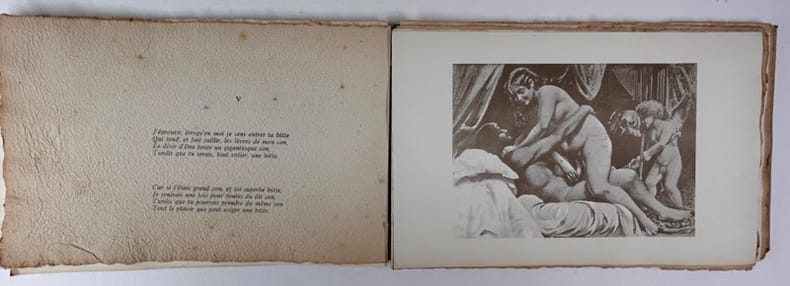 V
J'éprouve, lorsqu'en moi je sens entrer ta bitte
Qui tend, et fait saillir, les lèvres de mon con,
Le désir d'être toute un gigantesque con,
Tandis que tu serais, tout entier, une bitte.
Car si j'étais grand con, et toi superbe bitte,
Je jouirais une fois pour toutes du dit con,
Tandis que tu pourrais prendre du même con
Tout le plaisir que peut exiger une bitte.